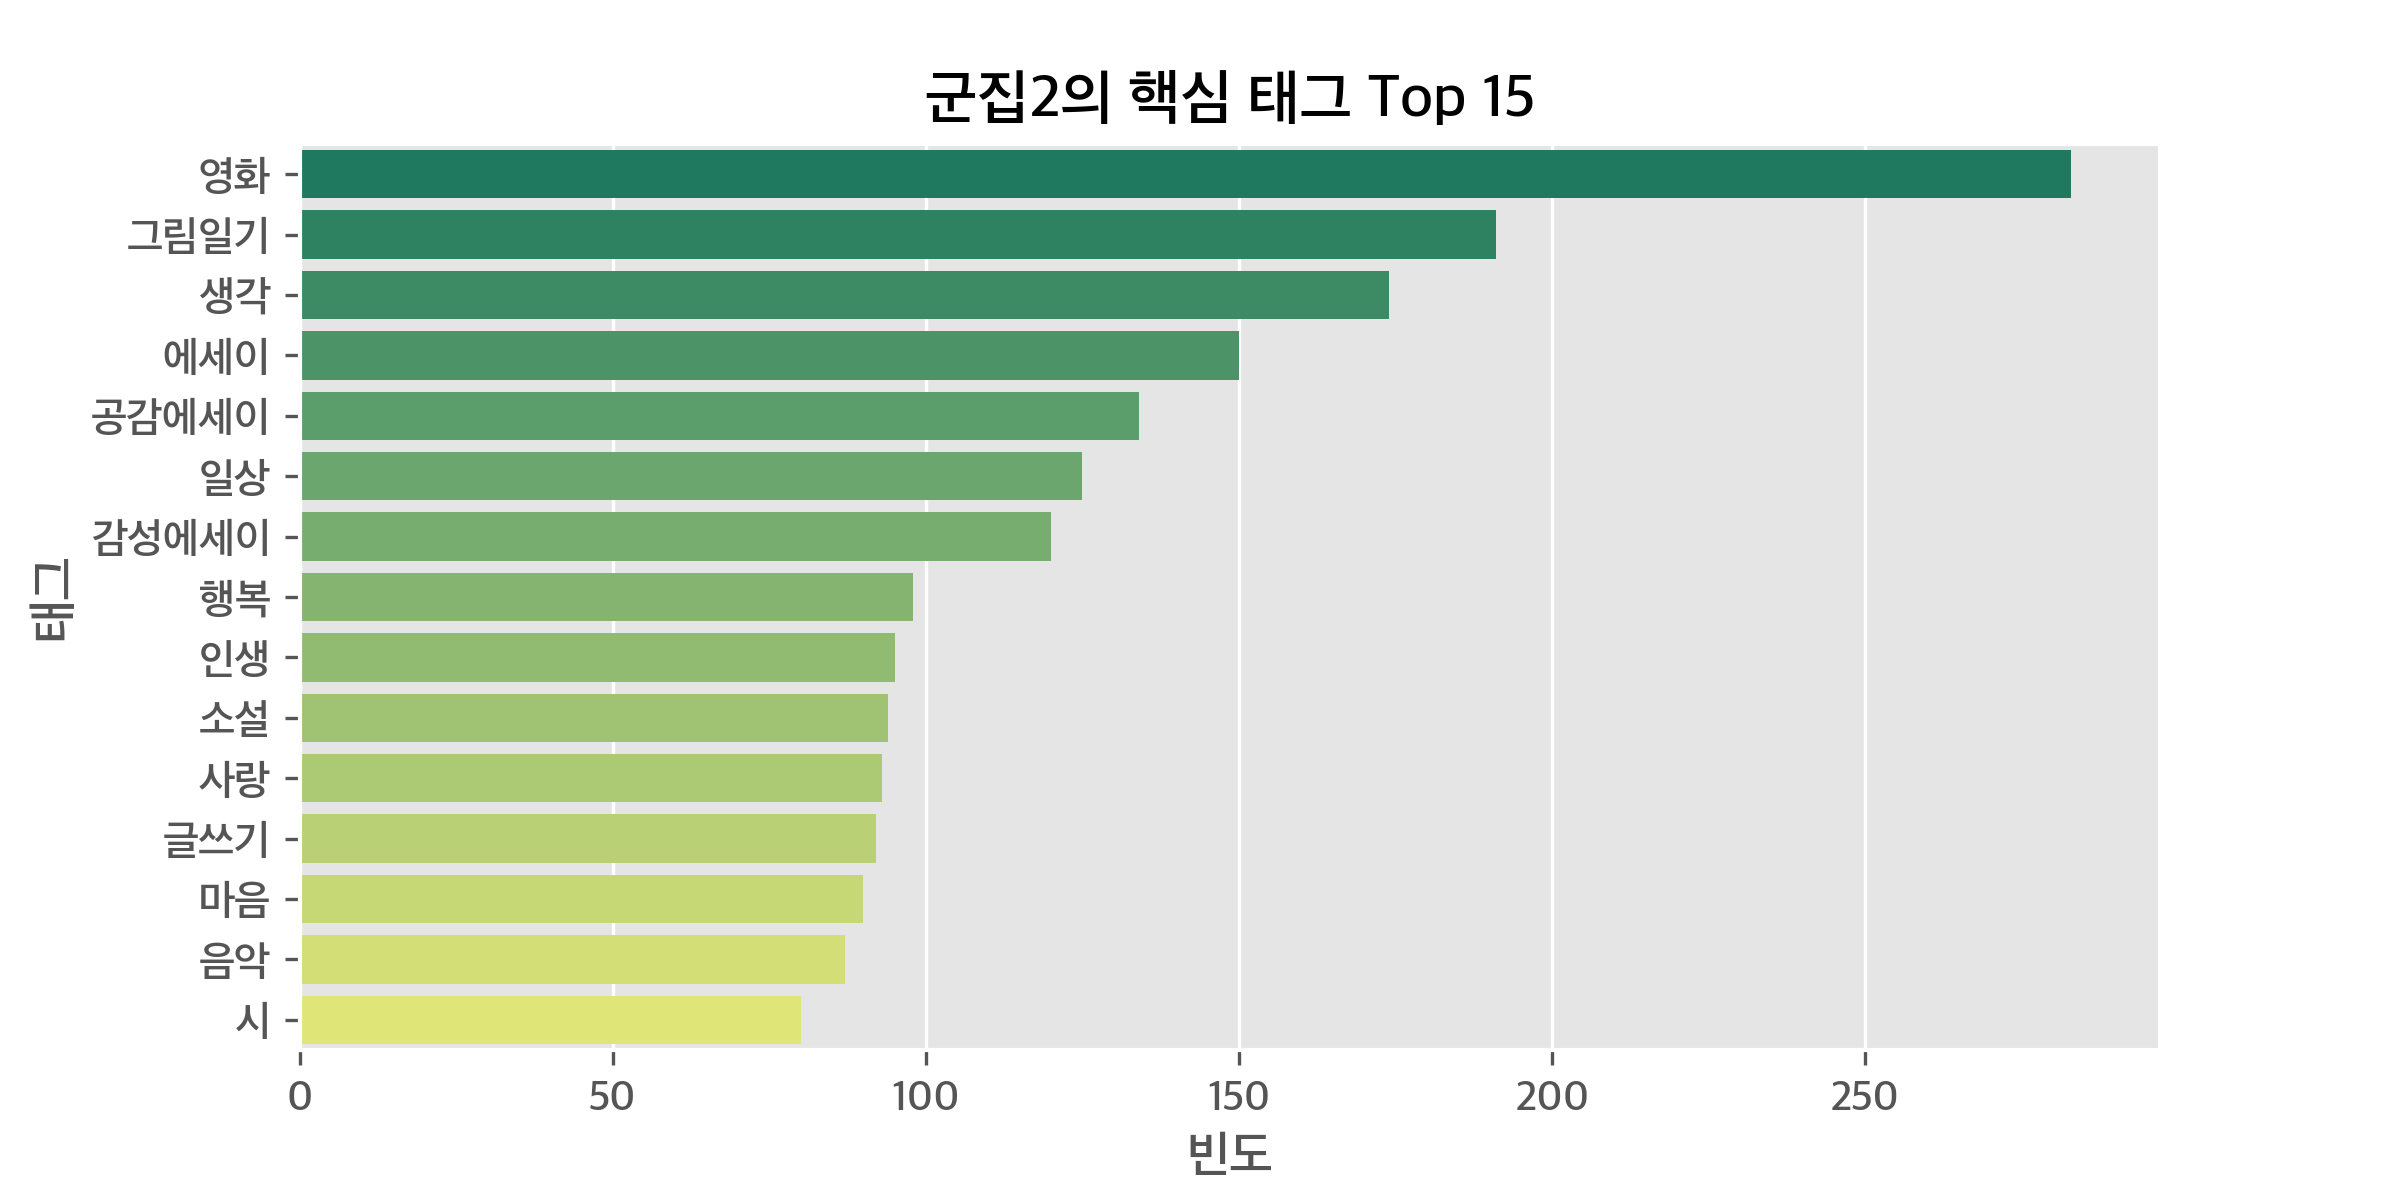 군집2의 핵심 태그 Top 15
영화
그림일기
생각
에세이
공감에세이
일상
감성에세이
행복
인생
소설
사랑
글쓰기
마음
음악
시
태그
0 50 100 150 200 250
빈도